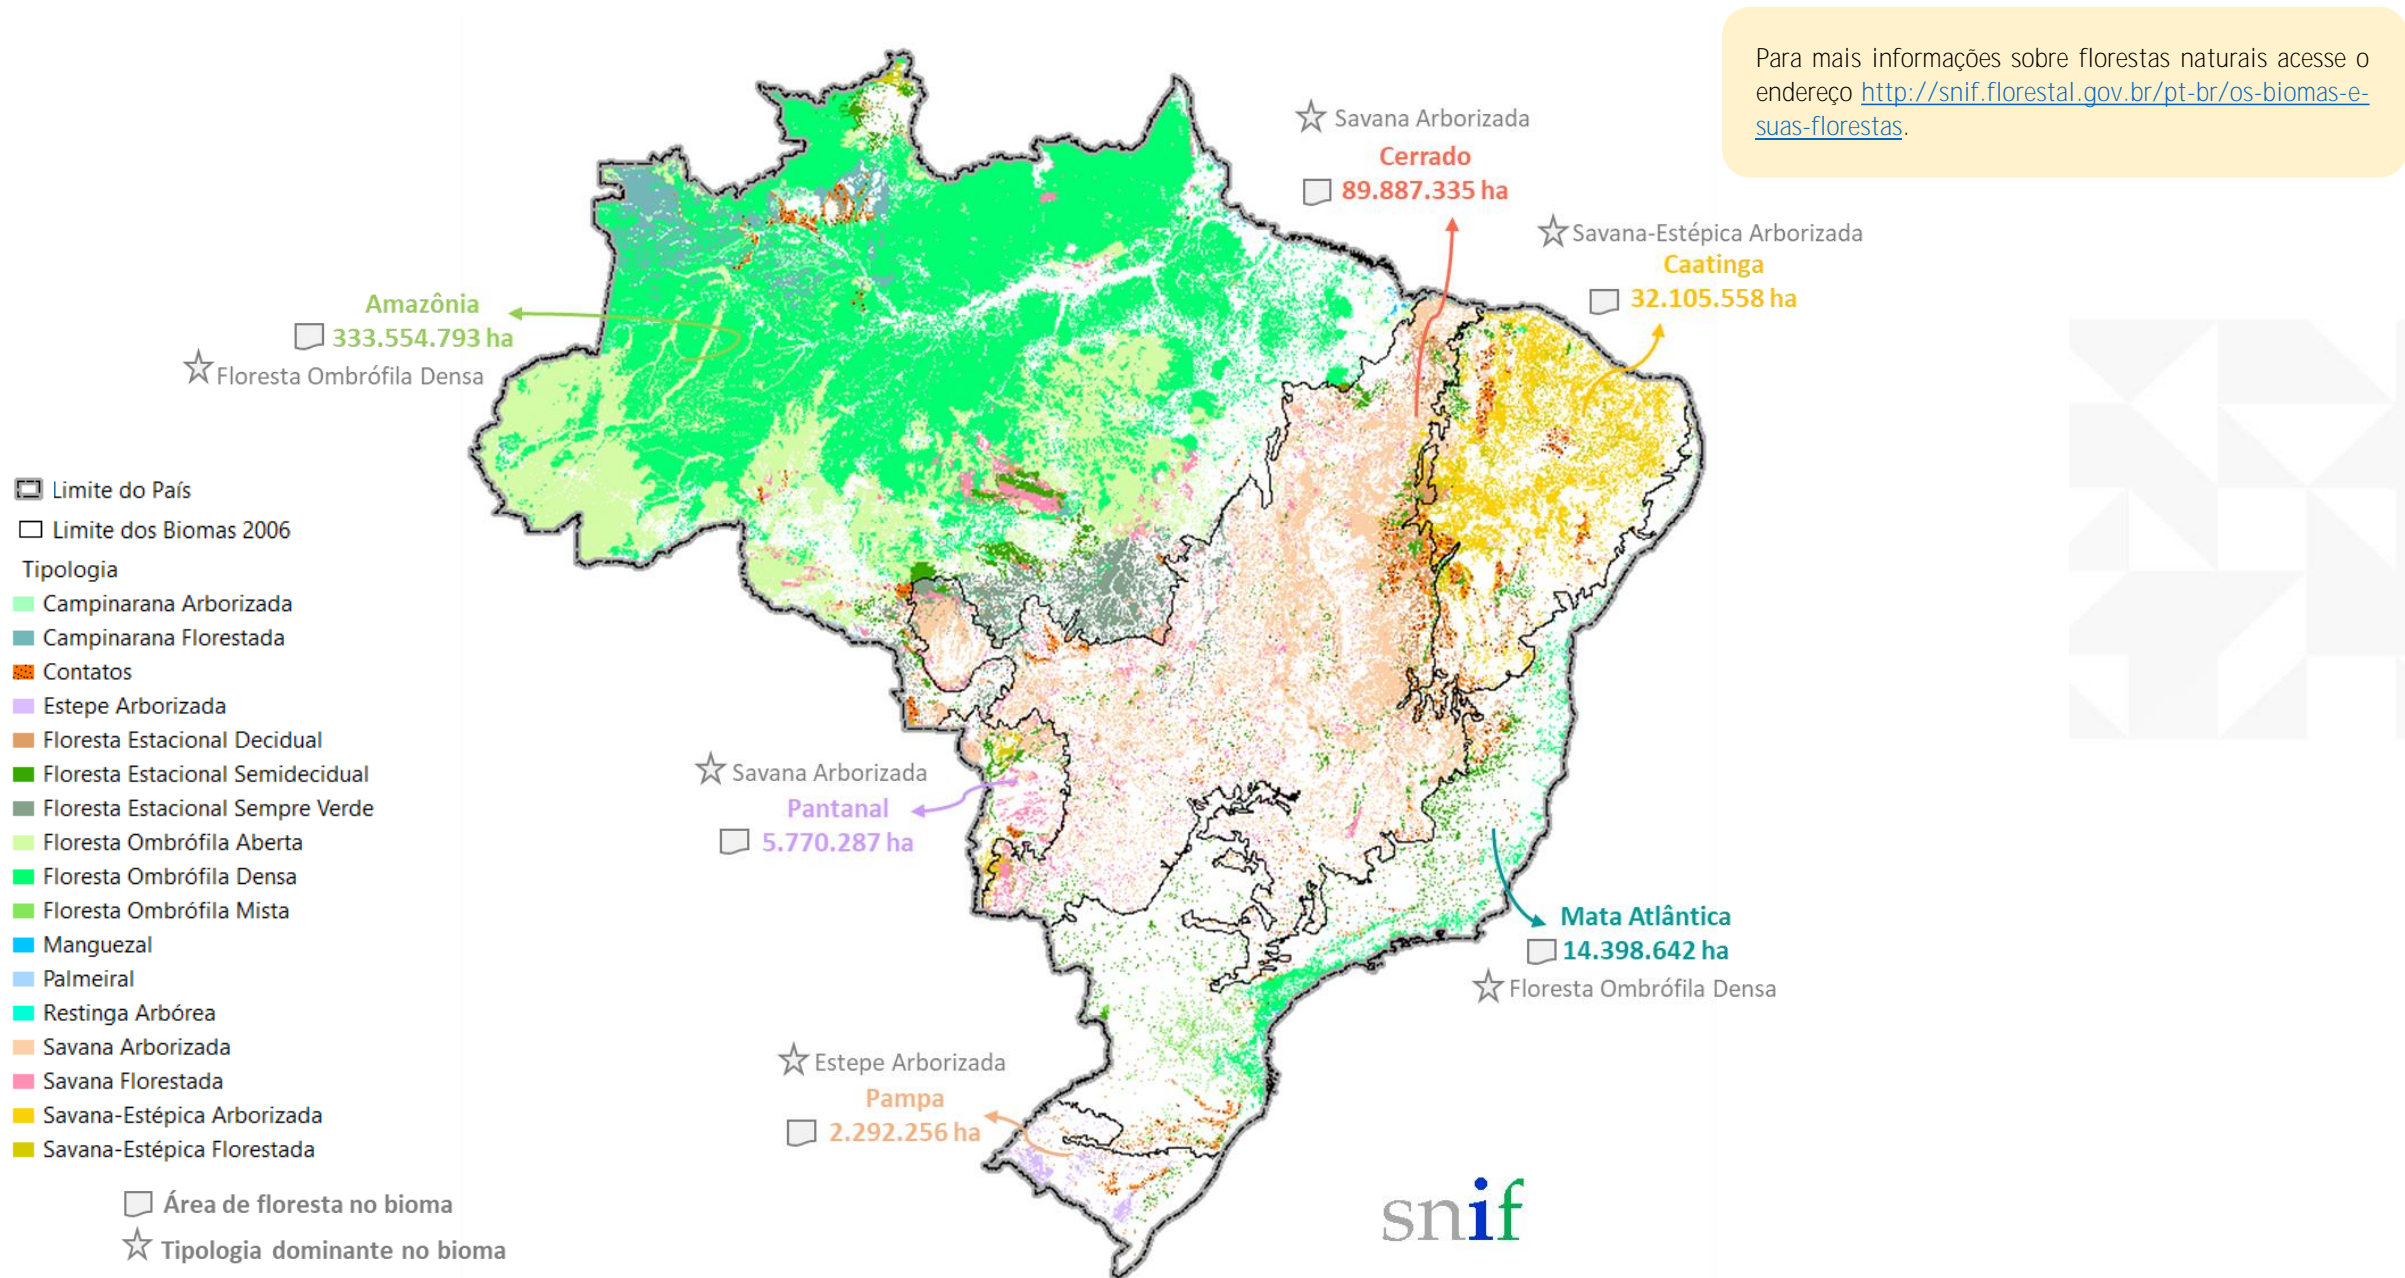 Para mais informações sobre florestas naturais acesse o
endereço http://snif.florestal.gov.br/pt-br/os-biomas-e-
suas-florestas.
Savana Arborizada
Cerrado
89.887.335 ha
Savana-Estépica Arborizada
Caatinga
32.105.558 ha
Amazônia
333.554.793 ha
Floresta Ombrófila Densa
Limite do País
Limite dos Biomas 2006
Tipologia
Campinarana Arborizada
Campinarana Florestada
Contatos
Estepe Arborizada
Floresta Estacional Decidual
Floresta Estacional Semidecidual
Floresta Estacional Sempre Verde
Floresta Ombrófila Aberta
Floresta Ombrófila Densa
Floresta Ombrófila Mista
Manguezal
Palmeiral
Restinga Arbórea
Savana Arborizada
Savana Florestada
Savana-Estépica Arborizada
Savana-Estépica Florestada
Área de floresta no bioma
Tipologia dominante no bioma
Savana Arborizada
Pantanal
5.770.287 ha
Mata Atlântica
14.398.642 ha
Floresta Ombrófila Densa
Estepe Arborizada
Pampa
2.292.256 ha
snif